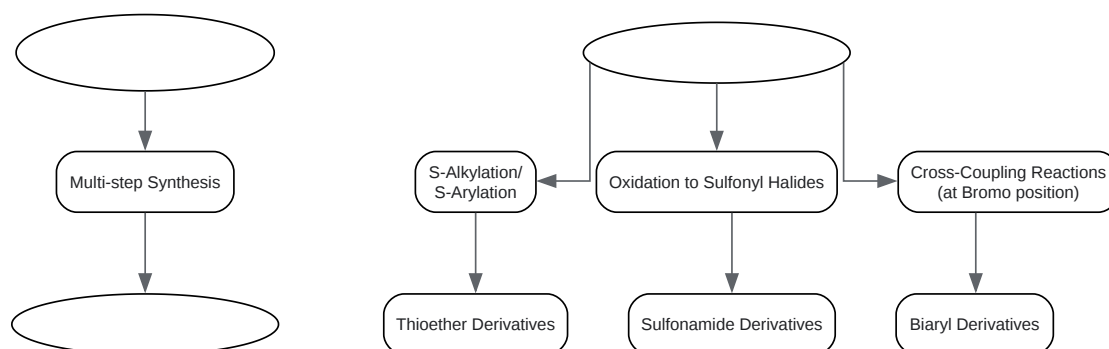 Multi-step Synthesis
S-Alkylation/
S-Arylation
Oxidation to Sulfonyl Halides
Cross-Coupling Reactions
(at Bromo position)
Thioether Derivatives
Sulfonamide Derivatives
Biaryl Derivatives